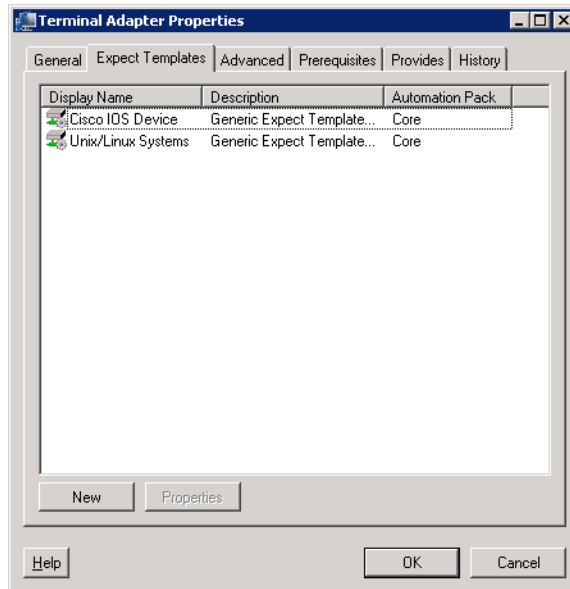 Terminal Adapter Properties
General Expect Templates Advanced Prerequisites Provides History
Display Name Description Automation Pack
Cisco IOS Device Generic Expect Template... Core
Unix/Linux Systems Generic Expect Template... Core
New Properties
Help OK Cancel